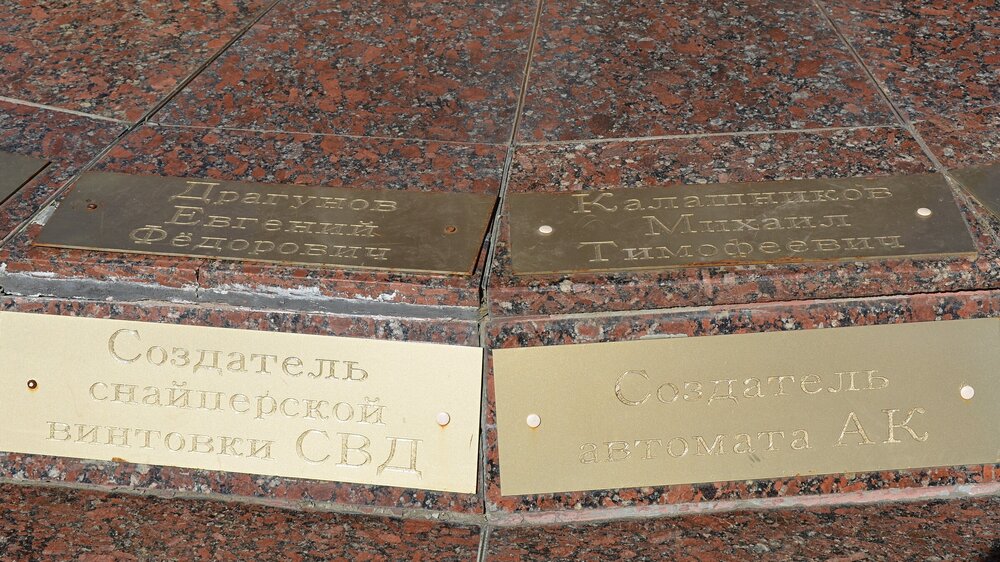 Драгунов
Евгений
Фёдорович
Калашников
Михаил
Тимофеевич
Создатель
снайперской
винтовки СВД
Создатель
автомата АК